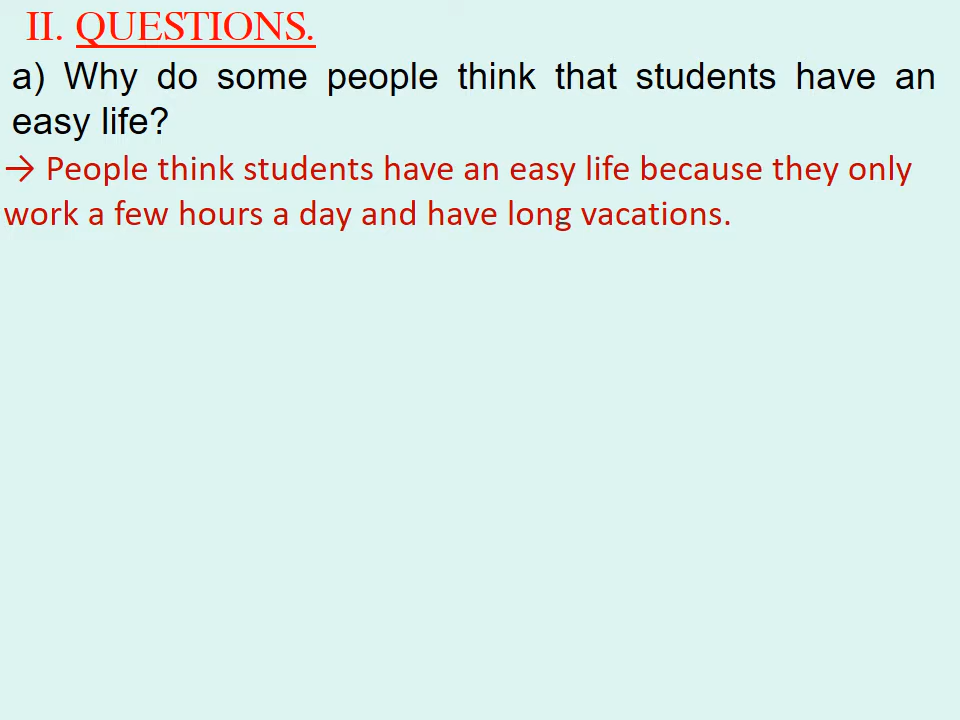 II. QUESTIONS.
a) Why do some people think that students have an
easy life?
→ People think students have an easy life because they only
work a few hours a day and have long vacations.